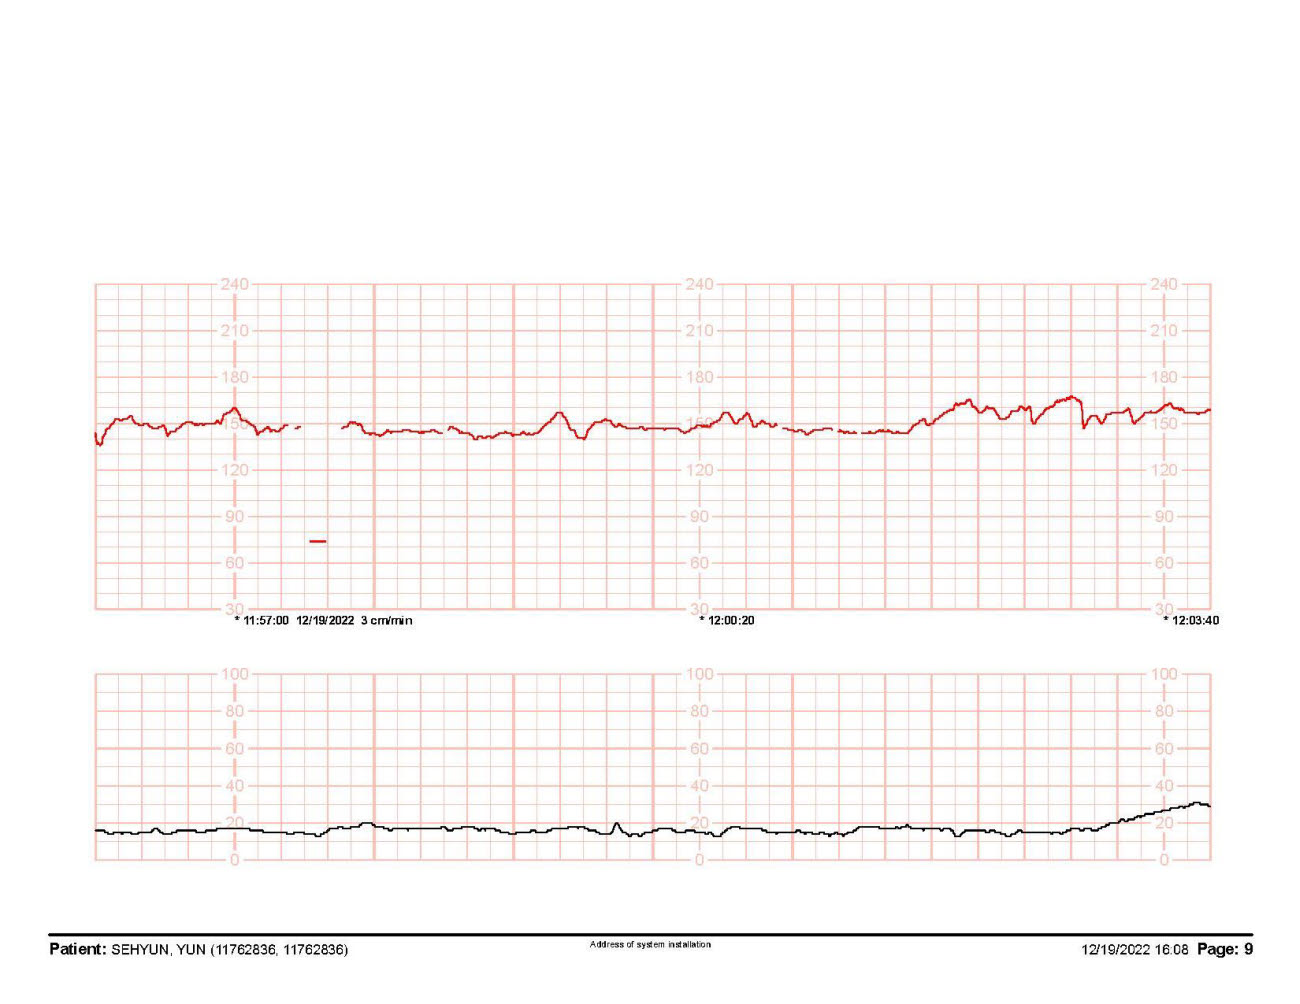 240 240 240
210 210 210
180 180 180
150 150 150
120 120 120
90 90 90
60 60 60
30 30 30
* 11:57:00 12/19/2022 3 cm/min * 12:00:20 * 12:03:40
100 100 100
80 80 80
60 60 60
40 40 40
20 20 20
0 0 0
Patient: SEHYUN, YUN (11762836, 11762836) Address of system installation 12/19/2022 16:08 Page: 9